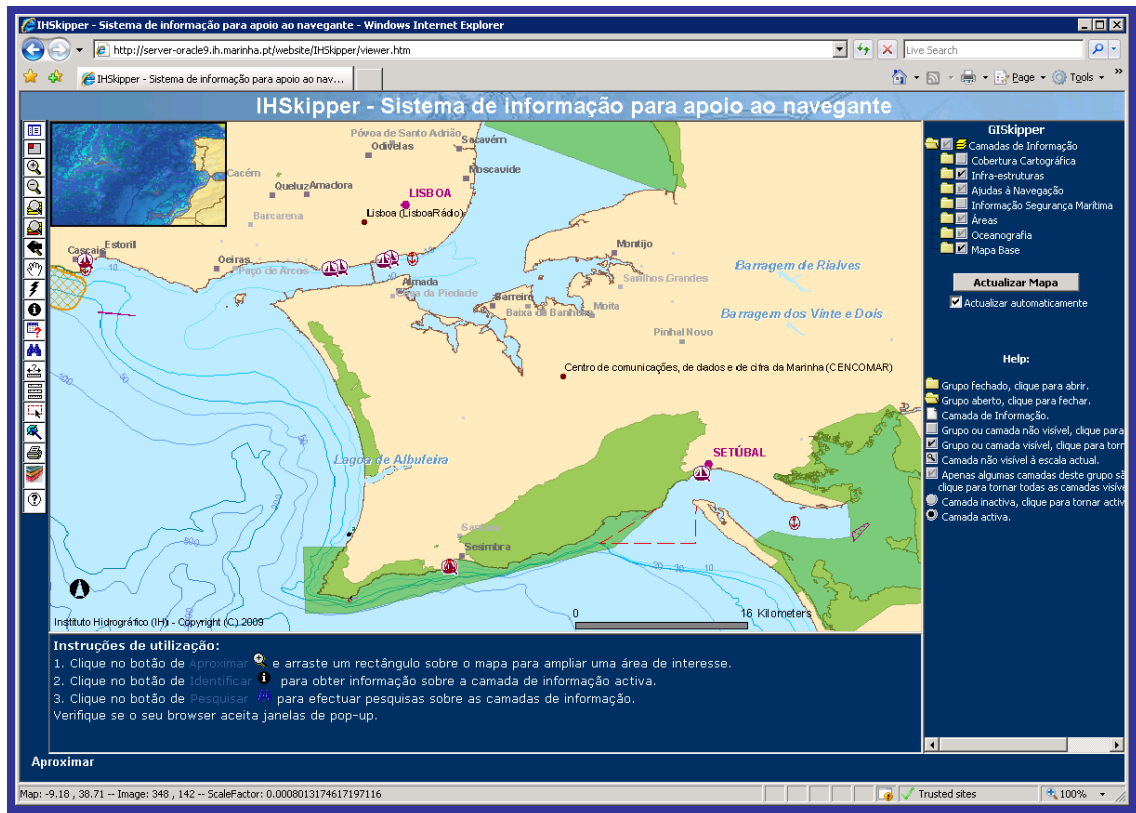 IHSkipper - Sistema de informação para apoio ao navegante - Windows Internet Explorer
http://server-oracle9.ih.marinha.pt/website/IHSkipper/viewer.htm
Live Search
IHSkipper - Sistema de informação para apoio ao nav...
Page
Tools
IHSkipper - Sistema de informação para apoio ao navegante
Póvoa de Santo Adrião
Sacavém
Odivelas
Moscavide
Cacém
Queluz
Amadora
LISBOA
Barcarena
Lisboa (LisboaRádio)
Cascais
Estoril
Oeiras
Paço de Arcos
Montijo
Almada
Cova da Piedade
Barreiro
Baixa da Banheira
Moita
Sarilhos Grandes
Barragem de Rialves
Barragem dos Vinte e Dois
Pinhal Novo
Centro de comunicações, de dados e de cifra da Marinha (CENCOMAR)
SETÚBAL
Lagoa de Albufeira
Sesimbra
10
20
30
10
0
16 Kilometers
Instituto Hidrográfico (IH) - Copyright (C) 2009
GISkipper
Camadas de Informação
Cobertura Cartográfica
Infra-estruturas
Ajudas à Navegação
Informação Segurança Marítima
Áreas
Oceanografia
Mapa Base
Actualizar Mapa
Actualizar automaticamente
Help:
Grupo fechado, clique para abrir.
Grupo aberto, clique para fechar.
Camada de Informação.
Grupo ou camada não visível, clique para
Grupo ou camada visível, clique para torn
Camada não visível à escala actual.
Apenas algumas camadas deste grupo sã
clique para tornar todas as camadas visíve
Camada inactiva, clique para tornar activ
Camada activa.
Instruções de utilização:
1. Clique no botão de Aproximar e arraste um rectângulo sobre o mapa para ampliar uma área de interesse.
2. Clique no botão de Identificar para obter informação sobre a camada de informação activa.
3. Clique no botão de Pesquisar para efectuar pesquisas sobre as camadas de informação.
Verifique se o seu browser aceita janelas de pop-up.
Aproximar
Map: -9.18 , 38.71 -- Image: 348 , 142 -- ScaleFactor: 0.0008013174617197116
Trusted sites
100%